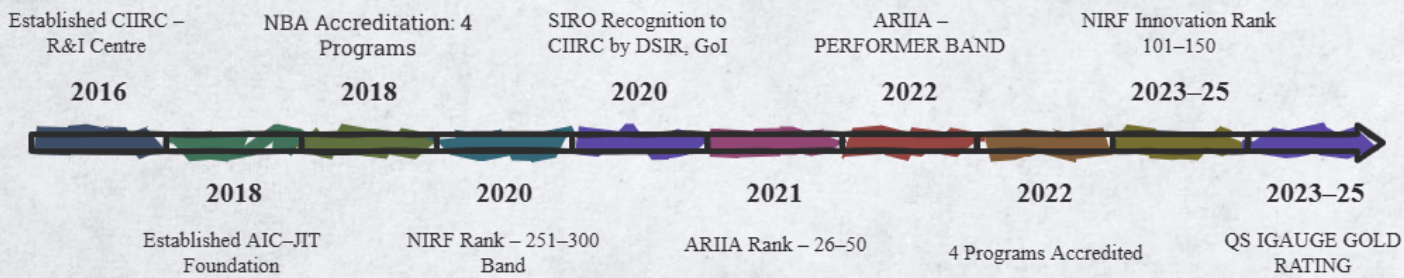 Established CIIRC –
R&I Centre
2016
NBA Accreditation: 4
Programs
2018
SIRO Recognition to
CIIRC by DSIR, GoI
2020
ARIIA –
PERFORMER BAND
2022
NIRF Innovation Rank
101–150
2023–25
2018
Established AIC–JIT
Foundation
2020
NIRF Rank – 251–300
Band
2021
ARIIA Rank – 26–50
2022
4 Programs Accredited
2023–25
QS IGAUGE GOLD
RATING